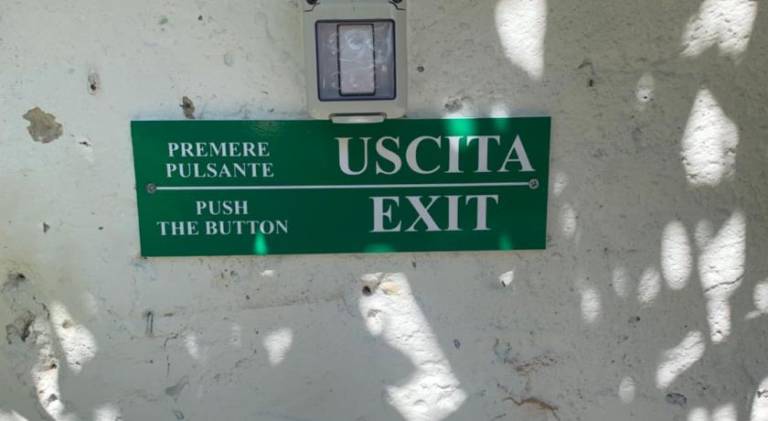 PREMERE
PULSANTE
USCITA
PUSH
THE BUTTON
EXIT